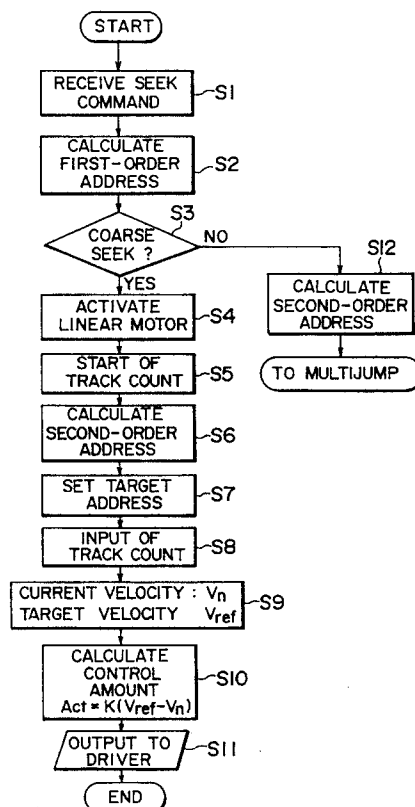 START
RECEIVE SEEK
COMMAND
S1
CALCULATE
FIRST-ORDER
ADDRESS
S2
S3
COARSE
SEEK ?
NO
YES
S12
CALCULATE
SECOND-ORDER
ADDRESS
TO MULTIJUMP
ACTIVATE
LINEAR MOTOR
S4
START OF
TRACK COUNT
S5
CALCULATE
SECOND-ORDER
ADDRESS
S6
SET TARGET
ADDRESS
S7
INPUT OF
TRACK COUNT
S8
CURRENT VELOCITY : Vn
TARGET VELOCITY Vref
S9
CALCULATE
CONTROL
AMOUNT
Act = K(Vref-Vn)
S10
OUTPUT TO
DRIVER
S11
END